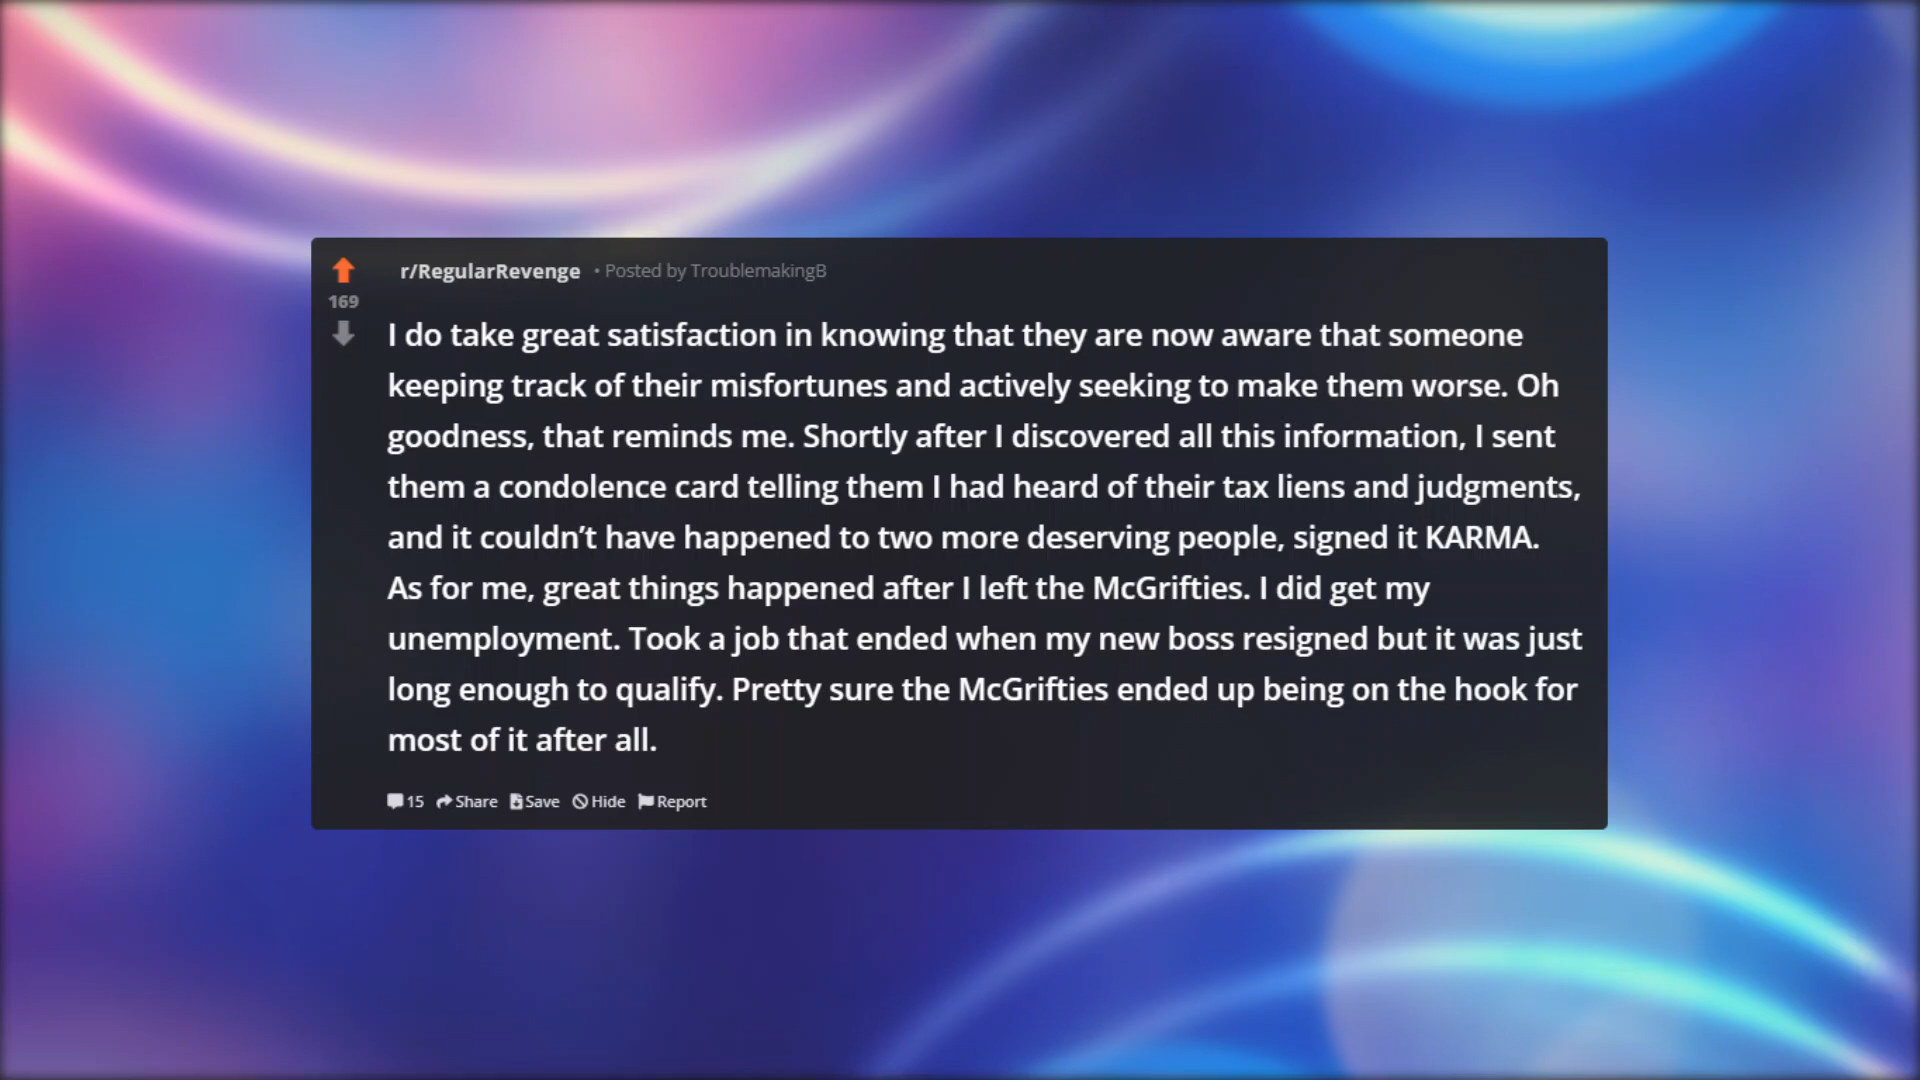 r/RegularRevenge • Posted by TroublemakingB
169
I do take great satisfaction in knowing that they are now aware that someone
keeping track of their misfortunes and actively seeking to make them worse. Oh
goodness, that reminds me. Shortly after I discovered all this information, I sent
them a condolence card telling them I had heard of their tax liens and judgments,
and it couldn’t have happened to two more deserving people, signed it KARMA.
As for me, great things happened after I left the McGrifties. I did get my
unemployment. Took a job that ended when my new boss resigned but it was just
long enough to qualify. Pretty sure the McGrifties ended up being on the hook for
most of it after all.
15 Share Save Hide Report